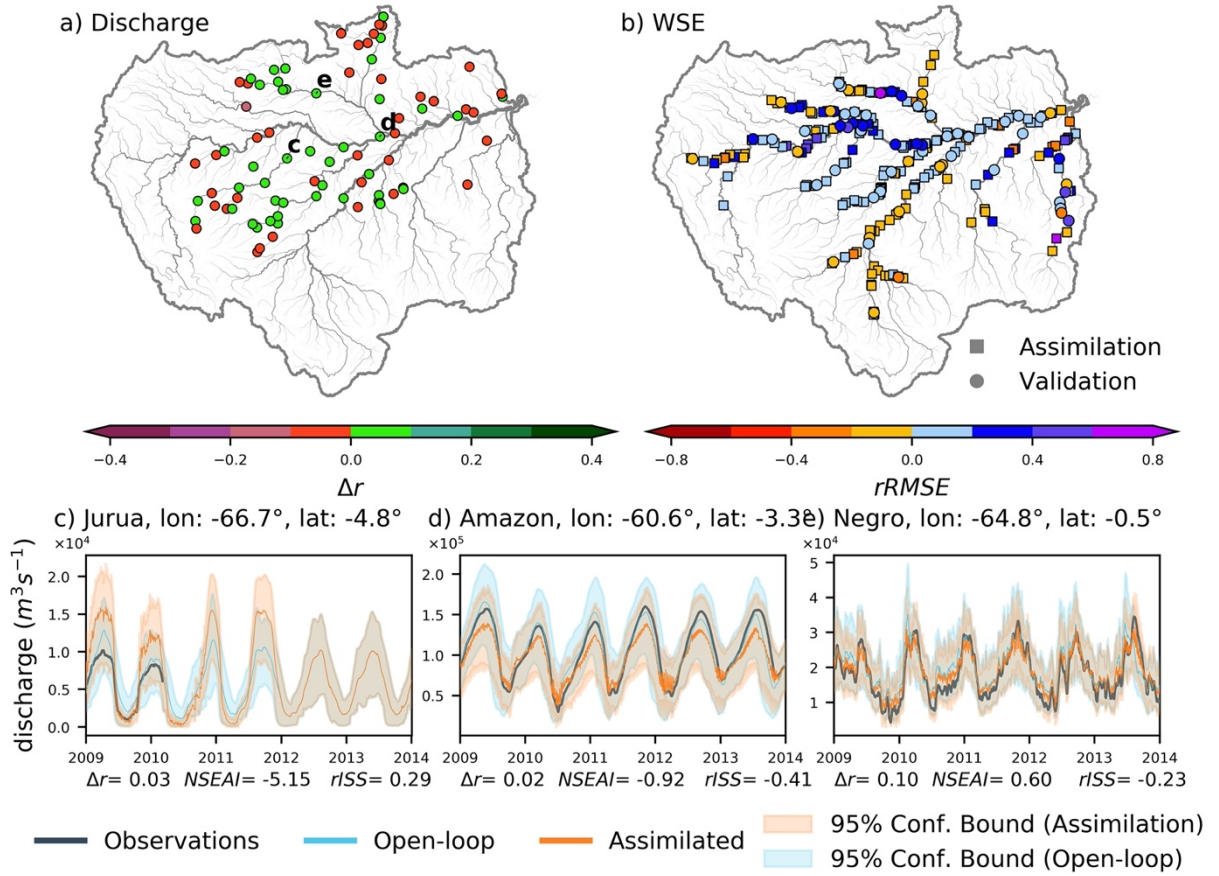 a) Discharge
b) WSE
e
d
c
Assimilation
Validation
−0.4 −0.2 0.0 0.2 0.4
Δr
−0.8 −0.4 0.0 0.4 0.8
rRMSE
c) Jurua, lon: -66.7°, lat: -4.8°
d) Amazon, lon: -60.6°, lat: -3.3°
e) Negro, lon: -64.8°, lat: -0.5°
×10⁴
×10⁵
×10⁴
discharge (m³s⁻¹)
2.0
1.5
1.0
0.5
0.0
2009 2010 2011 2012 2013 2014
2.0
1.5
1.0
0.5
2009 2010 2011 2012 2013 2014
5
4
3
2
1
2009 2010 2011 2012 2013 2014
Δr= 0.03 NSEAI= -5.15 rISS= 0.29
Δr= 0.02 NSEAI= -0.92 rISS= -0.41
Δr= 0.10 NSEAI= 0.60 rISS= -0.23
Observations
Open-loop
Assimilated
95% Conf. Bound (Assimilation)
95% Conf. Bound (Open-loop)